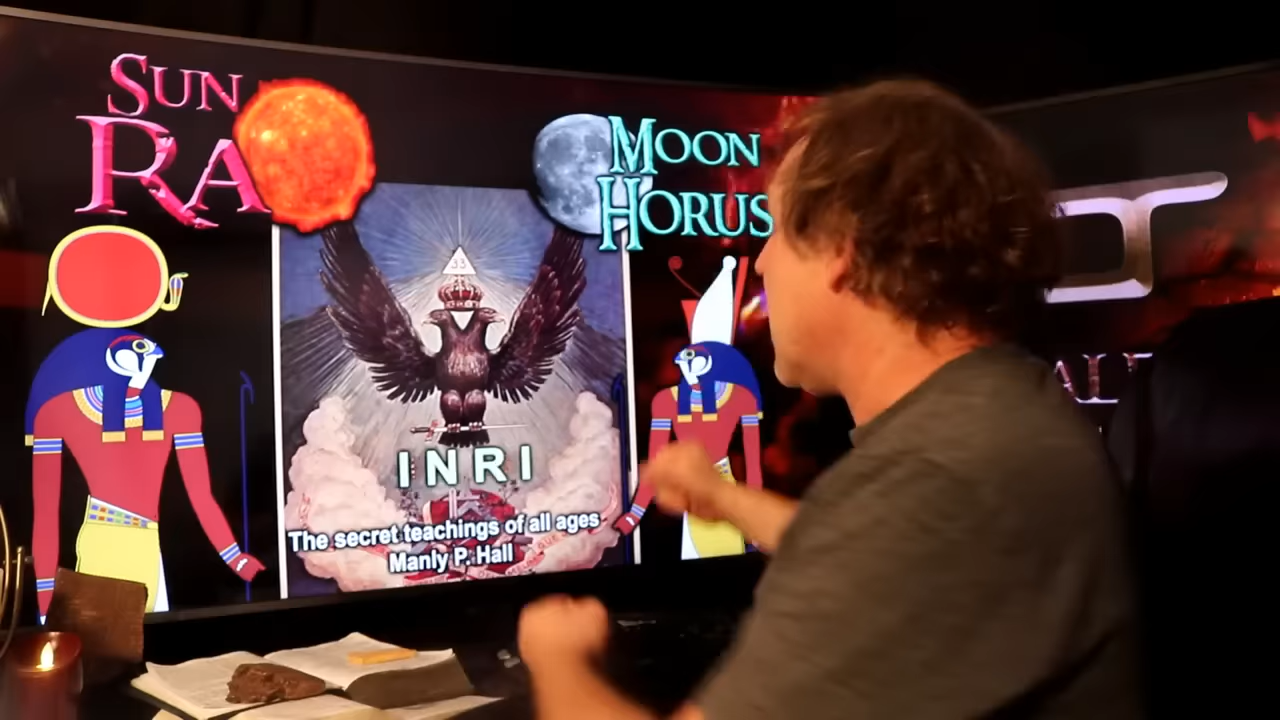 SUN
RA
MOON
HORUS
33
INRI
The secret teachings of all ages
Manly P. Hall